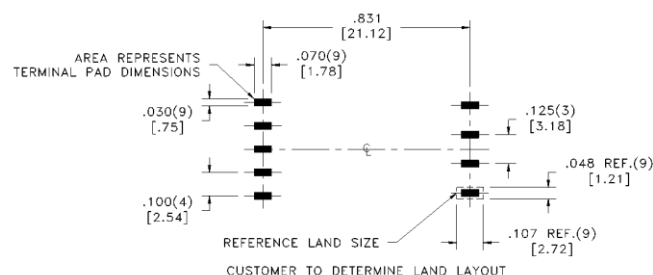 .831
[21.12]
AREA REPRESENTS
TERMINAL PAD DIMENSIONS
.070(9)
[1.78]
.030(9)
[.75]
.125(3)
[3.18]
℄
.048 REF.(9)
[1.21]
.100(4)
[2.54]
REFERENCE LAND SIZE
.107 REF.(9)
[2.72]
CUSTOMER TO DETERMINE LAND LAYOUT